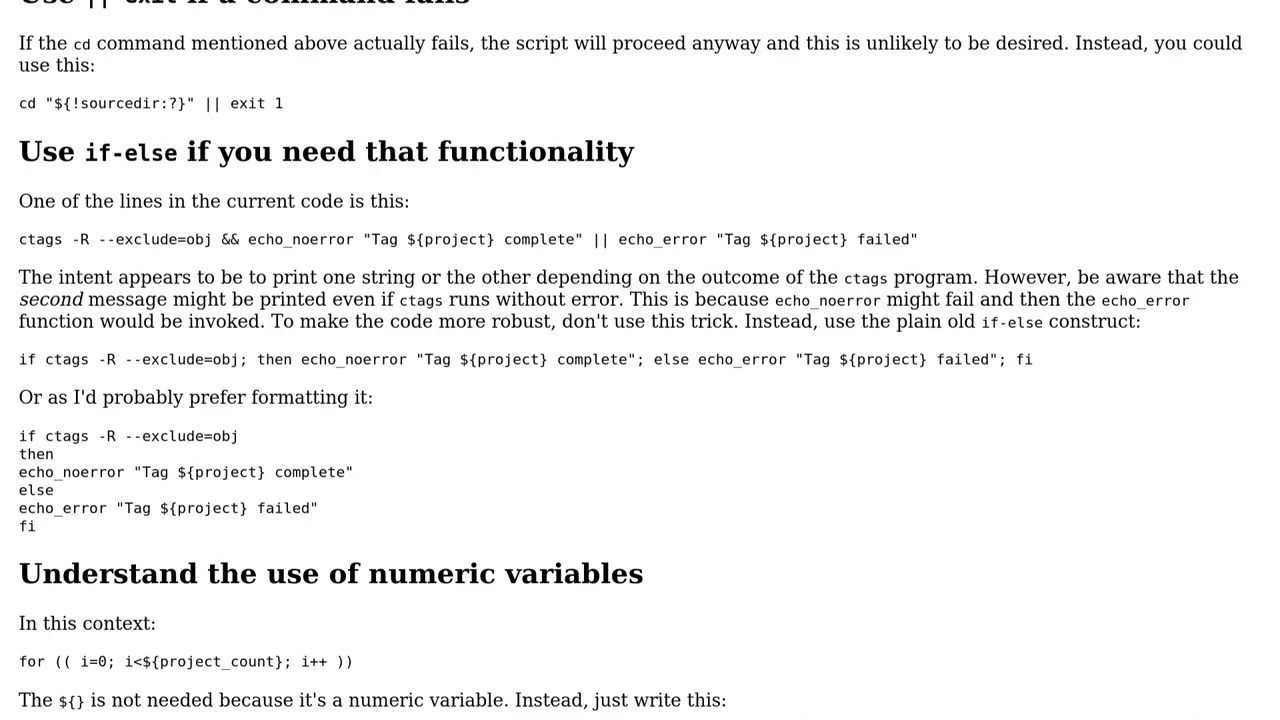 Use || exit if a command fails
If the cd command mentioned above actually fails, the script will proceed anyway and this is unlikely to be desired. Instead, you could
use this:
cd "${!sourcedir:?}" || exit 1
Use if-else if you need that functionality
One of the lines in the current code is this:
ctags -R --exclude=obj && echo_noerror "Tag ${project} complete" || echo_error "Tag ${project} failed"
The intent appears to be to print one string or the other depending on the outcome of the ctags program. However, be aware that the
second message might be printed even if ctags runs without error. This is because echo_noerror might fail and then the echo_error
function would be invoked. To make the code more robust, don't use this trick. Instead, use the plain old if-else construct:
if ctags -R --exclude=obj; then echo_noerror "Tag ${project} complete"; else echo_error "Tag ${project} failed"; fi
Or as I'd probably prefer formatting it:
if ctags -R --exclude=obj
then
echo_noerror "Tag ${project} complete"
else
echo_error "Tag ${project} failed"
fi
Understand the use of numeric variables
In this context:
for (( i=0; i<${project_count}; i++ ))
The ${} is not needed because it's a numeric variable. Instead, just write this: